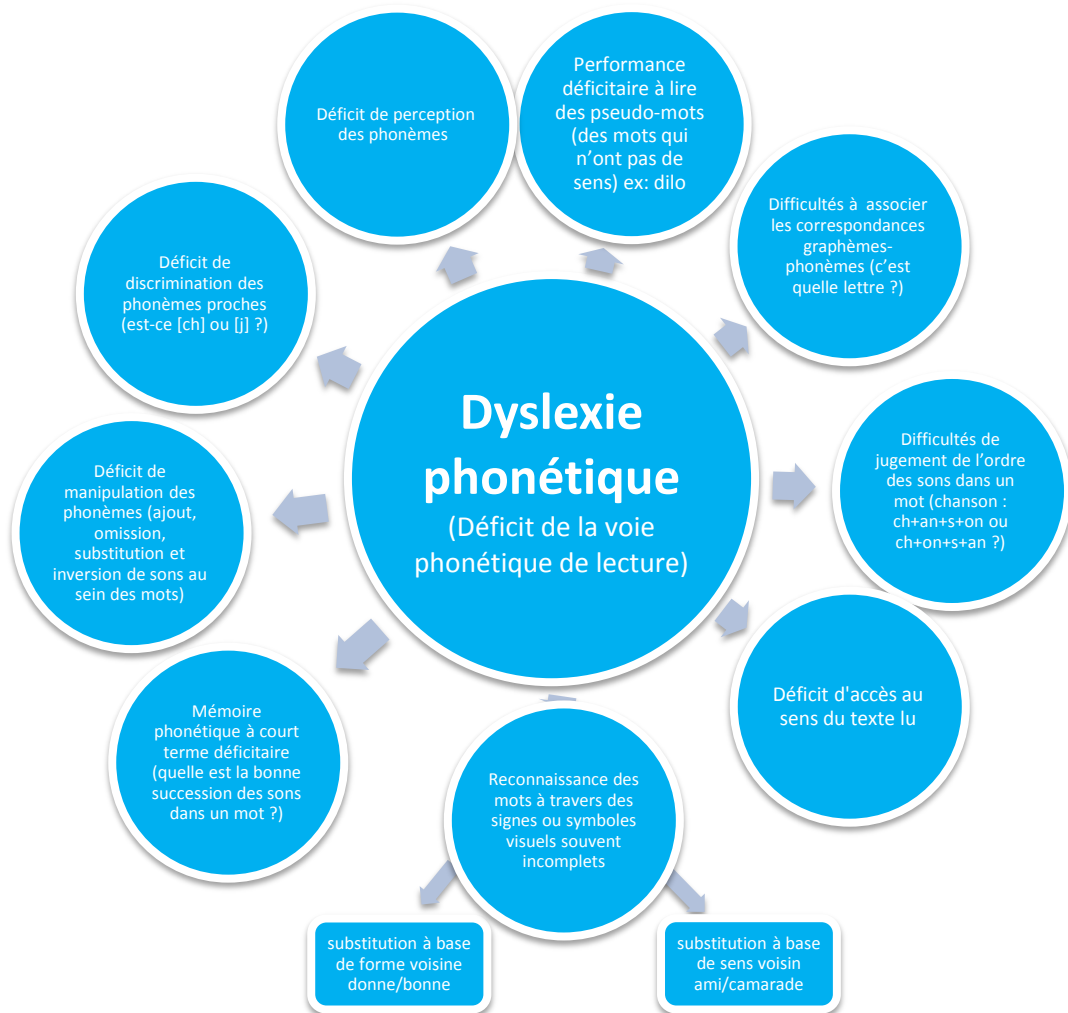 Dyslexie
phonétique
(Déficit de la voie
phonétique de lecture)
Déficit de perception
des phonèmes
Performance
déficitaire à lire
des pseudo-mots
(des mots qui
n’ont pas de
sens) ex: dilo
Difficultés à associer
les correspondances
graphèmes-
phonèmes (c’est
quelle lettre ?)
Difficultés de
jugement de l’ordre
des sons dans un
mot (chanson :
ch+an+s+on ou
ch+on+s+an ?)
Déficit d'accès au
sens du texte lu
Reconnaissance des
mots à travers des
signes ou symboles
visuels souvent
incomplets
substitution à base
de forme voisine
donne/bonne
substitution à base
de sens voisin
ami/camarade
Mémoire
phonétique à court
terme déficitaire
(quelle est la bonne
succession des sons
dans un mot ?)
Déficit de
manipulation des
phonèmes (ajout,
omission,
substitution et
inversion de sons au
sein des mots)
Déficit de
discrimination des
phonèmes proches
(est-ce [ch] ou [j] ?)